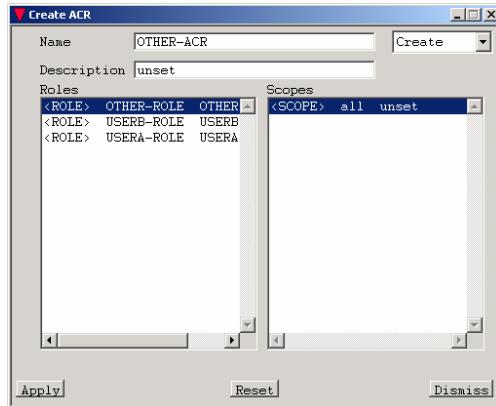 Create ACR
Name OTHER-ACR Create
Description unset
Roles Scopes
<ROLE> OTHER-ROLE OTHER <SCOPE> all unset
<ROLE> USERB-ROLE USERB
<ROLE> USERA-ROLE USERA
Apply Reset Dismiss